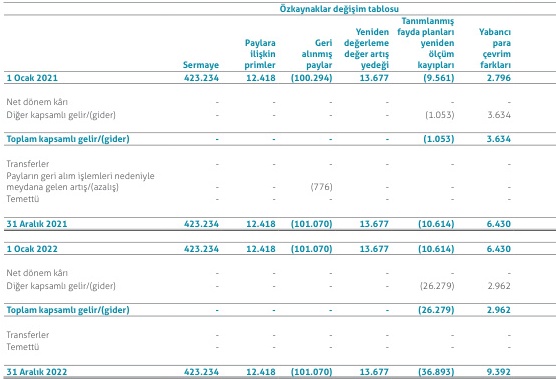 Özkaynaklar değişim tablosu
Tanımlanmış
Yeniden fayda planları Yabancı
Paylara Geri değerleme yeniden para
ilişkin alınmış değer artış ölçüm çevrim
Sermaye primler paylar yedeği kayıpları farkları
1 Ocak 2021 423.234 12.418 (100.294) 13.677 (9.561) 2.796
Net dönem kârı - - - - - -
Diğer kapsamlı gelir/(gider) - - - - (1.053) 3.634
Toplam kapsamlı gelir/(gider) - - - - (1.053) 3.634
Transferler - - - - - -
Payların geri alım işlemleri nedeniyle
meydana gelen artış/(azalış) - - (776) - - -
Temettü - - - - - -
31 Aralık 2021 423.234 12.418 (101.070) 13.677 (10.614) 6.430
1 Ocak 2022 423.234 12.418 (101.070) 13.677 (10.614) 6.430
Net dönem kârı - - - - - -
Diğer kapsamlı gelir/(gider) - - - - (26.279) 2.962
Toplam kapsamlı gelir/(gider) - - - - (26.279) 2.962
Transferler - - - - - -
Temettü - - - - - -
31 Aralık 2022 423.234 12.418 (101.070) 13.677 (36.893) 9.392